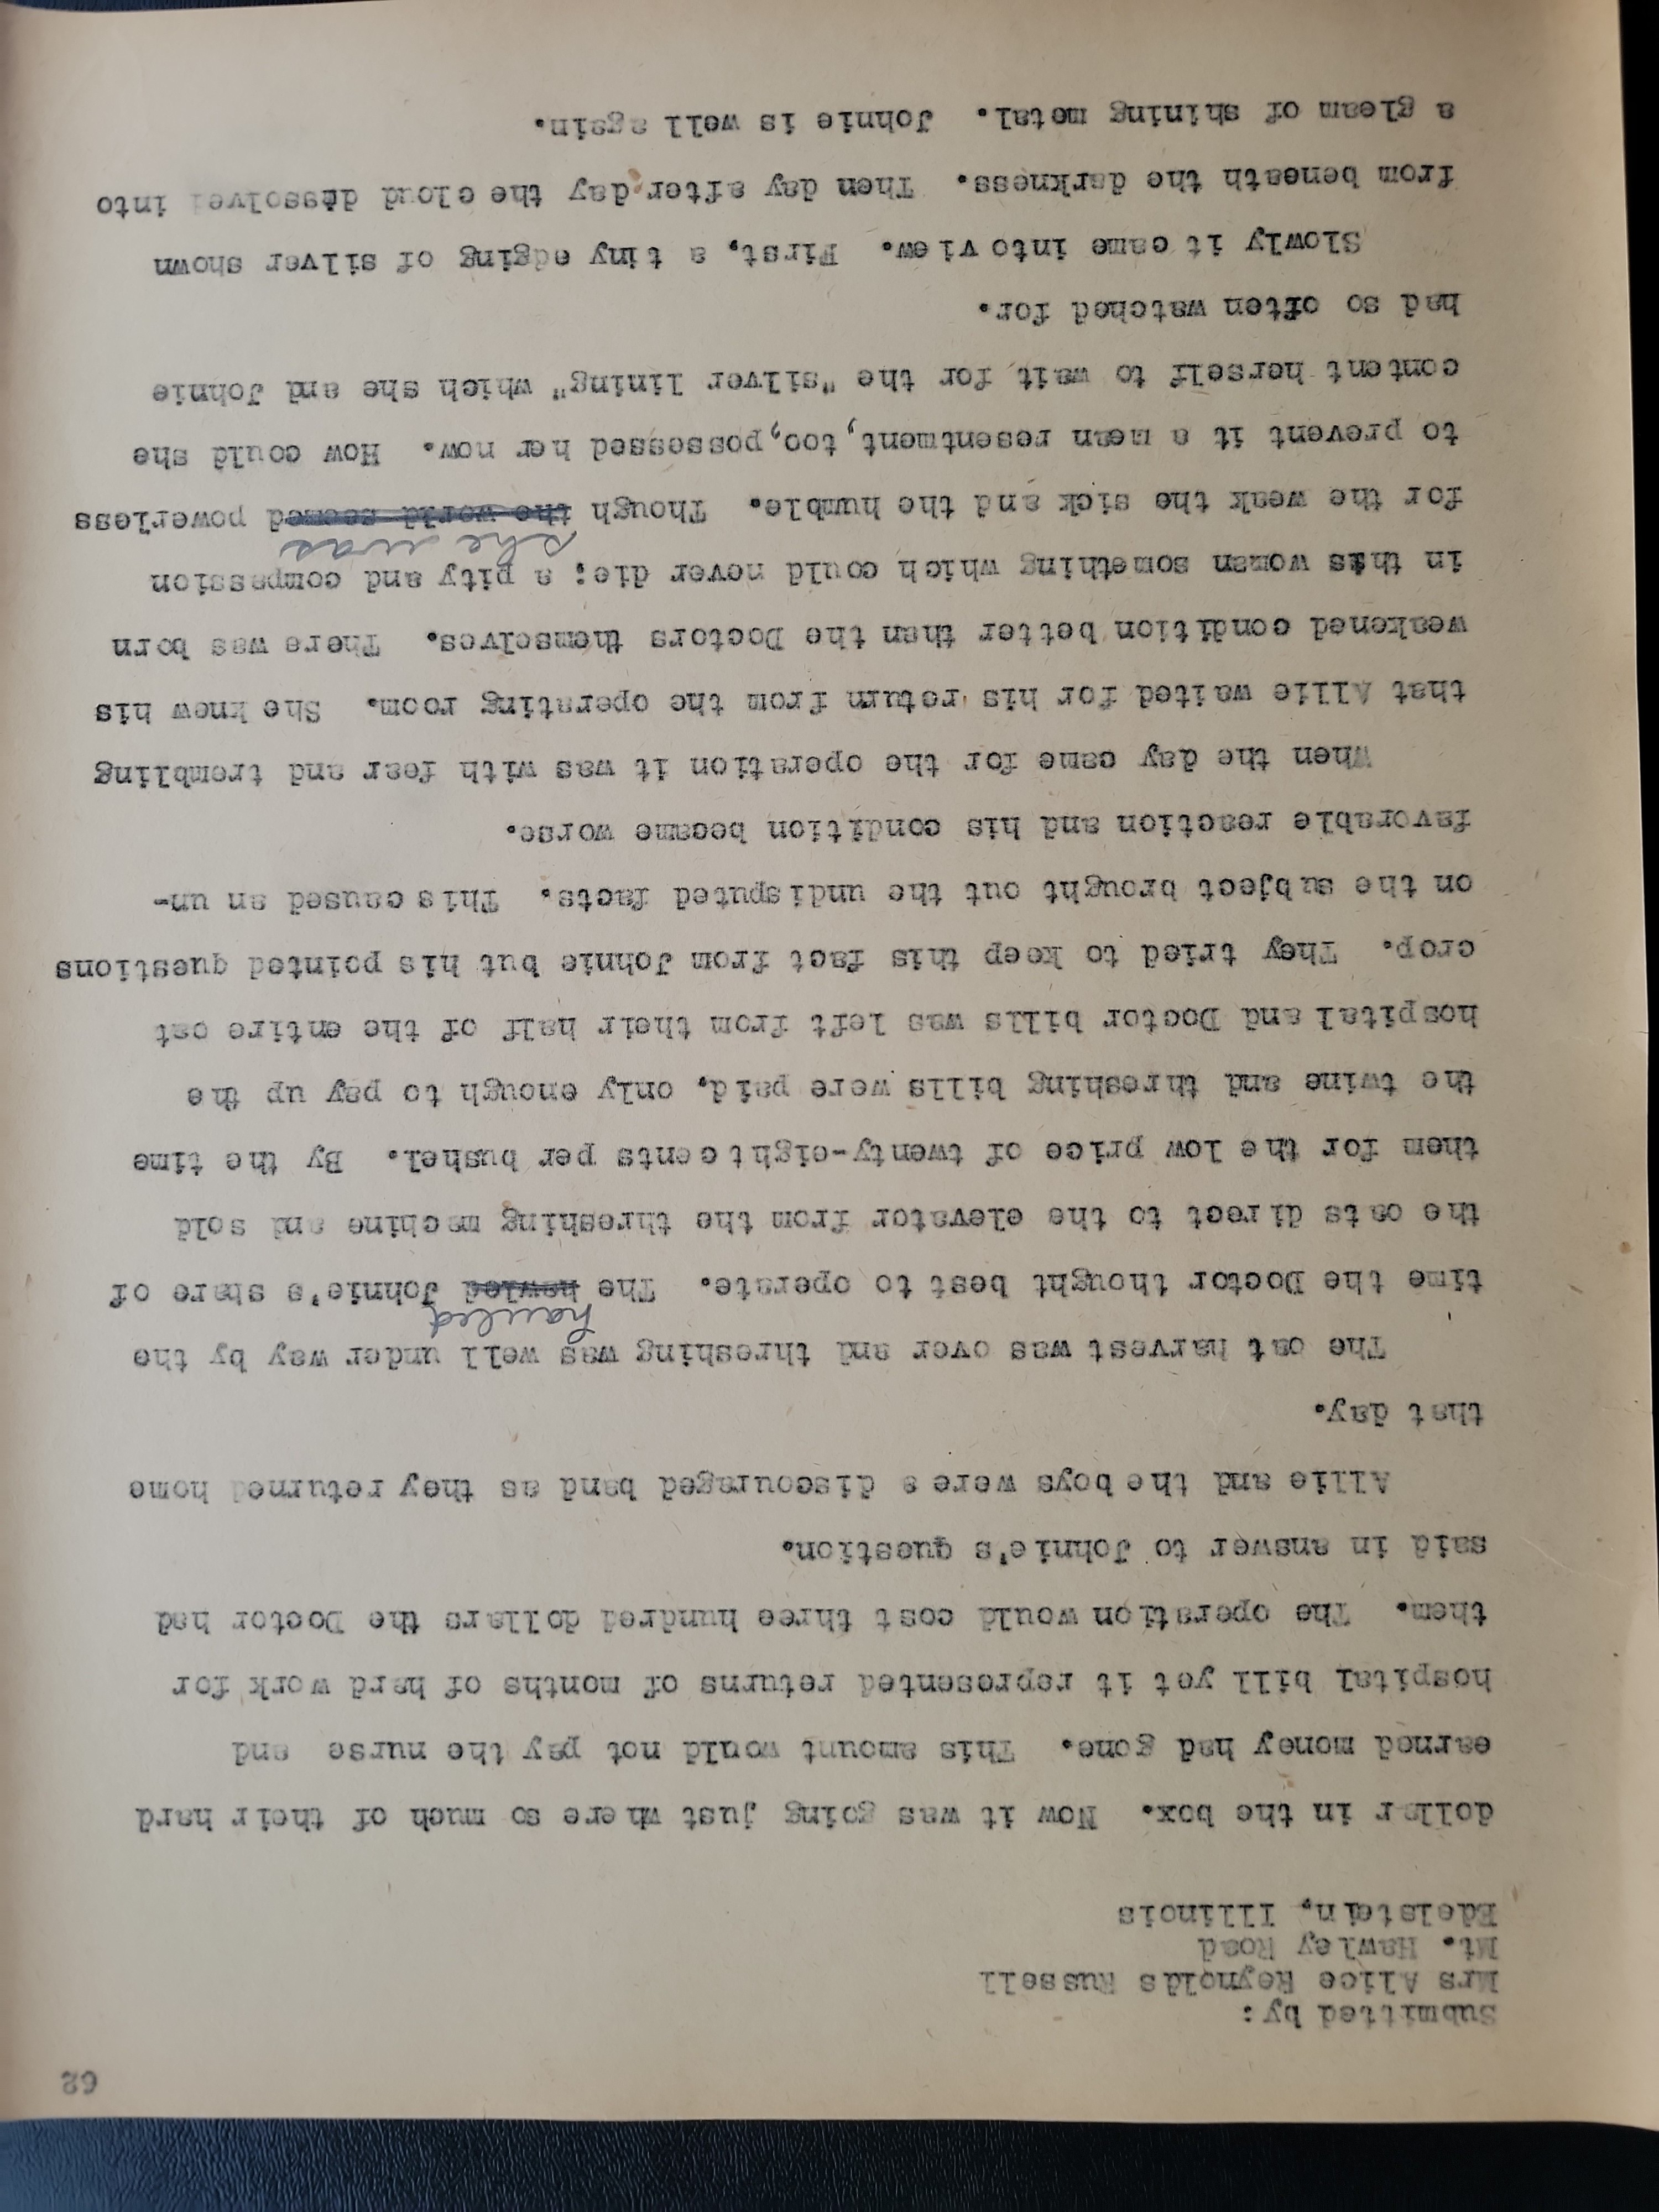 62
Submitted by:
Mrs Alice Reynolds Russell
Mt. Hawley Road
Edelstein, Illinois
dollar in the box. Now it was going just where so much of their hard
earned money had gone. This amount would not pay the nurse and
hospital bill yet it represented returns of months of hard work for
them. The operation would cost three hundred dollars the Doctor had
said in answer to Johnie's question.
Allie and the boys were a discouraged band as they returned home
that day.
The oat harvest was over and threshing was well under way by the
hauled
time the Doctor thought best to operate. The howled Johnie's share of
the oats direct to the elevator from the threshing machine and sold
them for the low price of twenty-eight cents per bushel. By the time
the twine and threshing bills were paid, only enough to pay up the
hospital and Doctor bills was left from their half of the entire oat
crop. They tried to keep this fact from Johnie but his pointed questions
on the subject brought out the undisputed facts. This caused an un-
favorable reaction and his condition became worse.
When the day came for the operation it was with fear and trembling
that Allie waited for his return from the operating room. She knew his
weakened condition better than the Doctors themselves. There was born
in this woman something which could never die; a pity and compassion
she was
for the weak the sick and the humble. Though the world seemed powerless
to prevent it a mean resentment, too, possessed her now. How could she
content herself to wait for the "silver lining" which she and Johnie
had so often watched for.
Slowly it came into view. First, a tiny edging of silver shown
from beneath the darkness. Then day after day the cloud dissolved into
a gleam of shining metal. Johnie is well again.